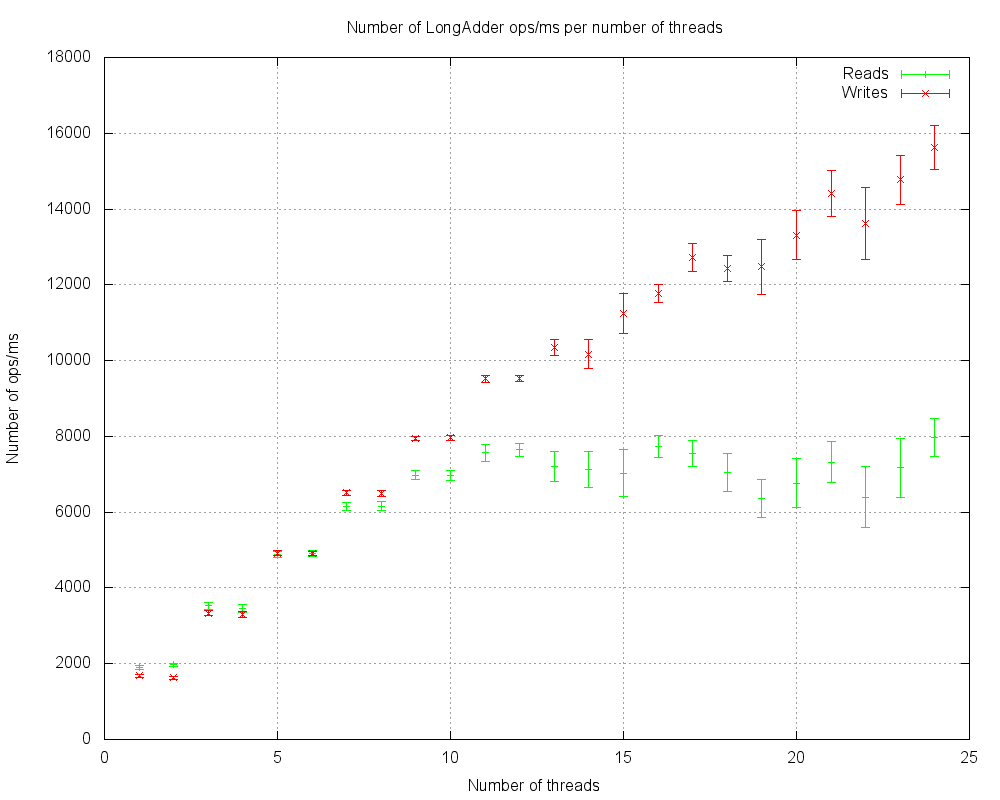 Number of LongAdder ops/ms per number of threads
18000
16000
14000
12000
10000
8000
6000
4000
2000
0
Number of ops/ms
Reads
Writes
0 5 10 15 20 25
Number of threads